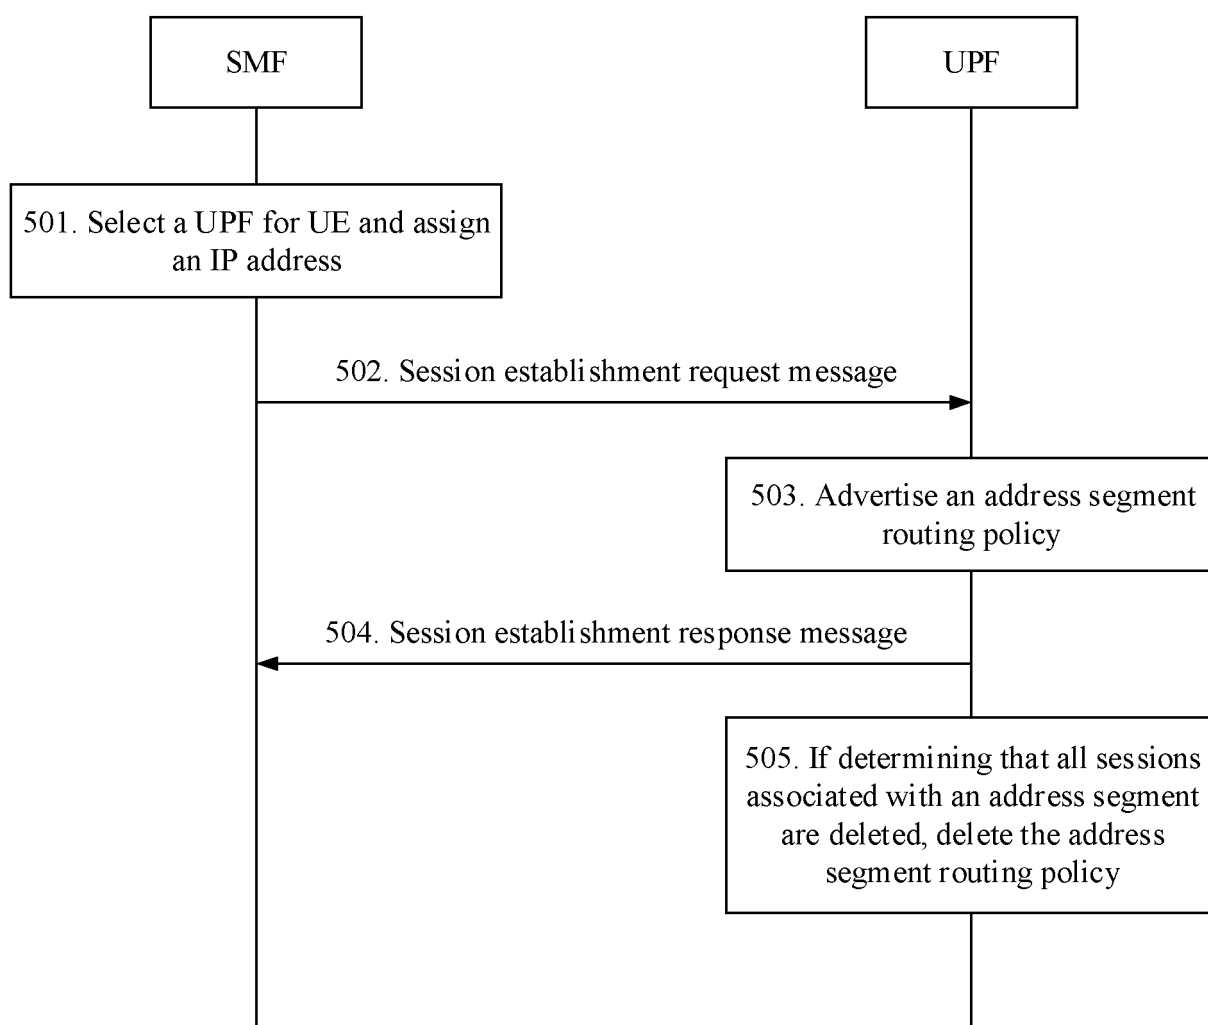 SMF
UPF
501. Select a UPF for UE and assign
an IP address
502. Session establishment request message
503. Advertise an address segment
routing policy
504. Session establishment response message
505. If determining that all sessions
associated with an address segment
are deleted, delete the address
segment routing policy